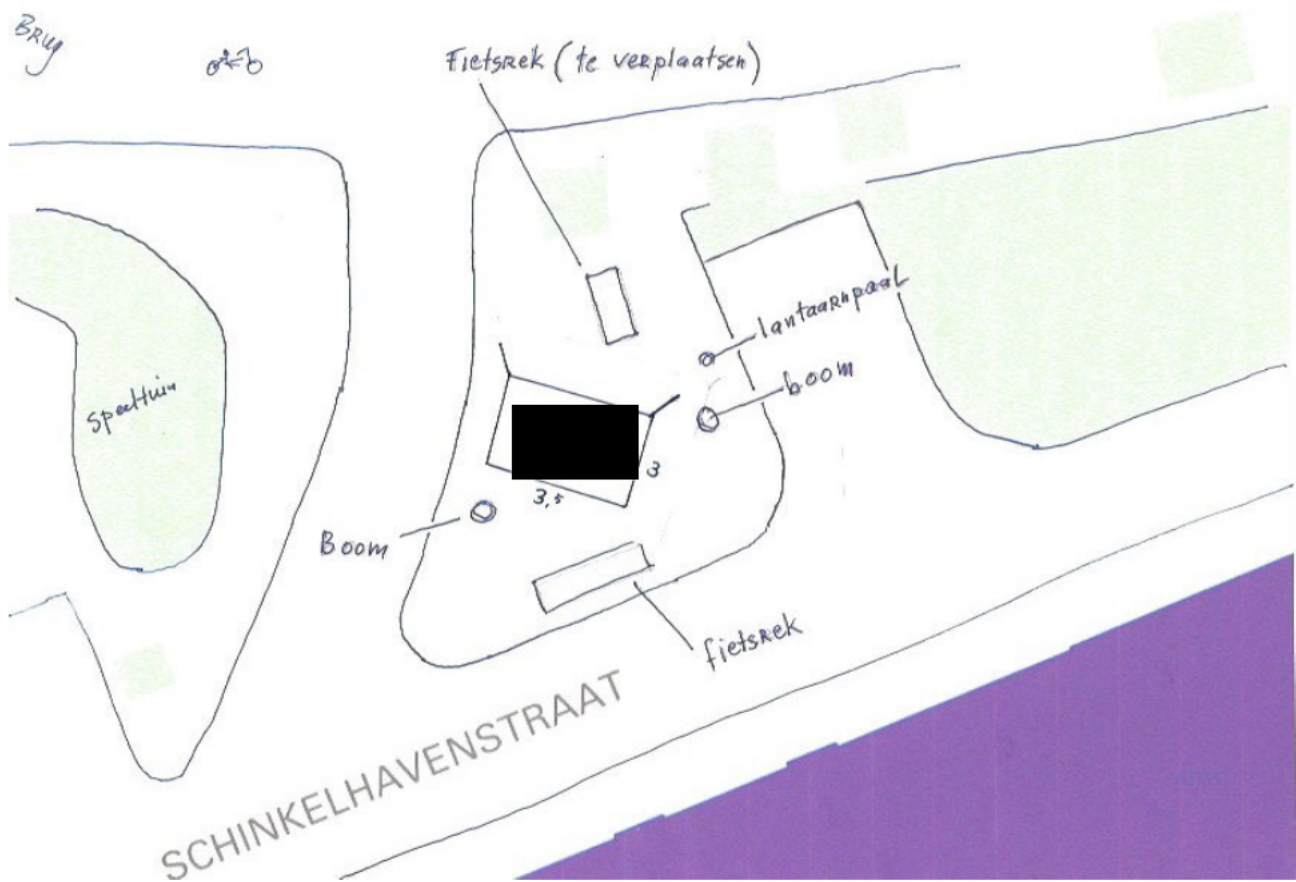 Brug
Fietsrek (te verplaatsen)
lantaarnpaal
boom
speeltuin
3
3,5
Boom
fietsrek
SCHINKELHAVENSTRAAT